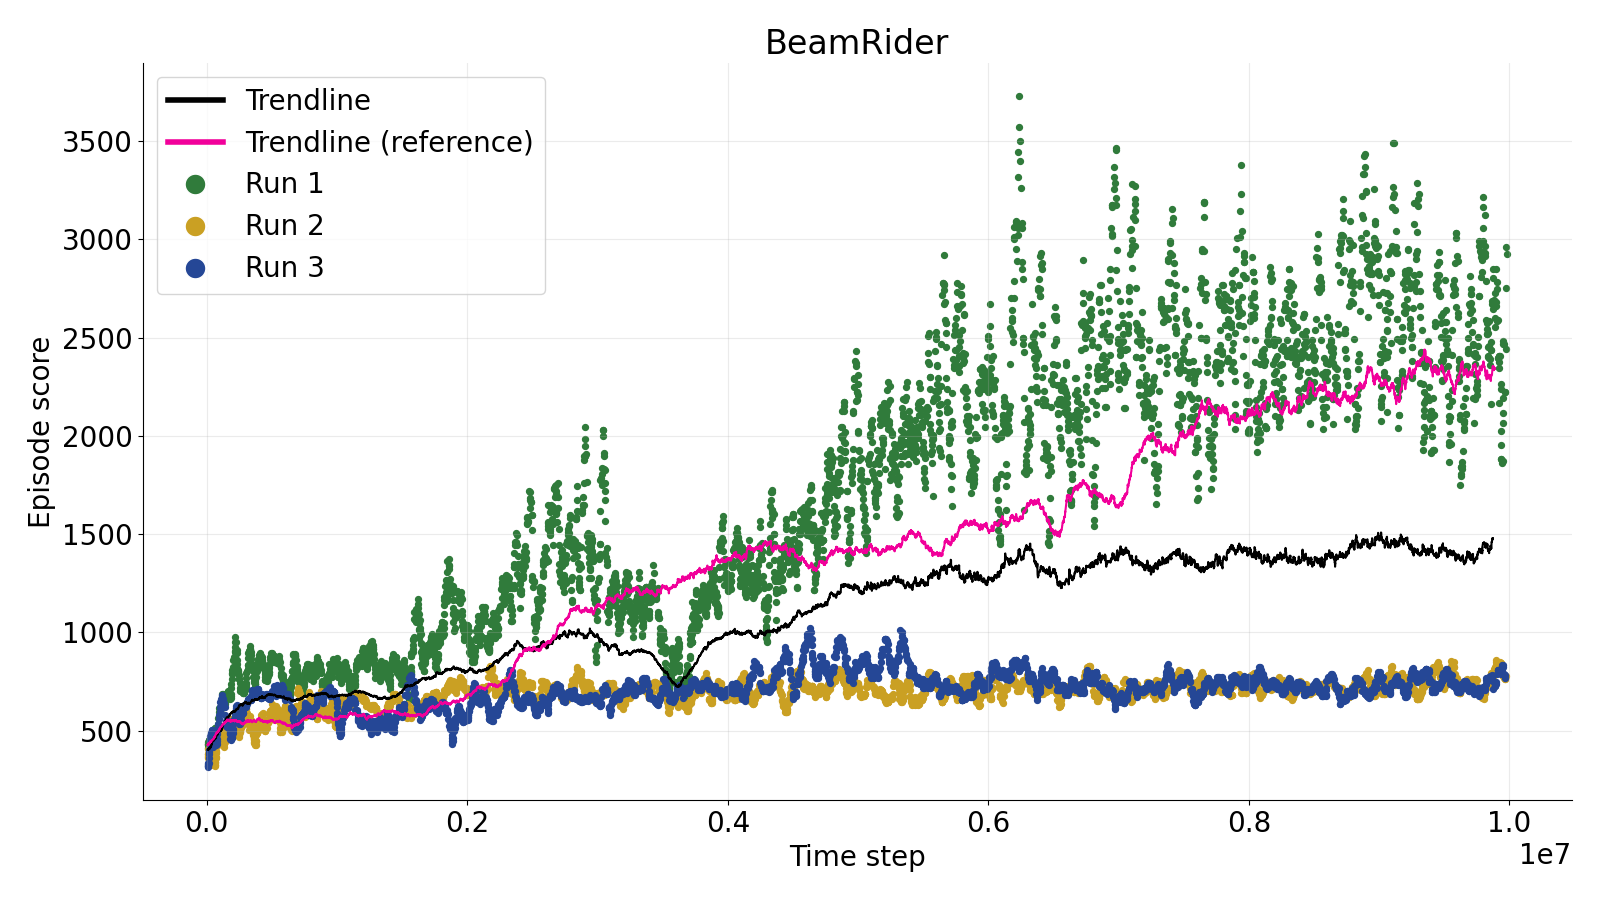 BeamRider
Trendline
Trendline (reference)
Run 1
Run 2
Run 3
3500
3000
2500
2000
1500
1000
500
Episode score
0.0 0.2 0.4 0.6 0.8 1.0
Time step
1e7